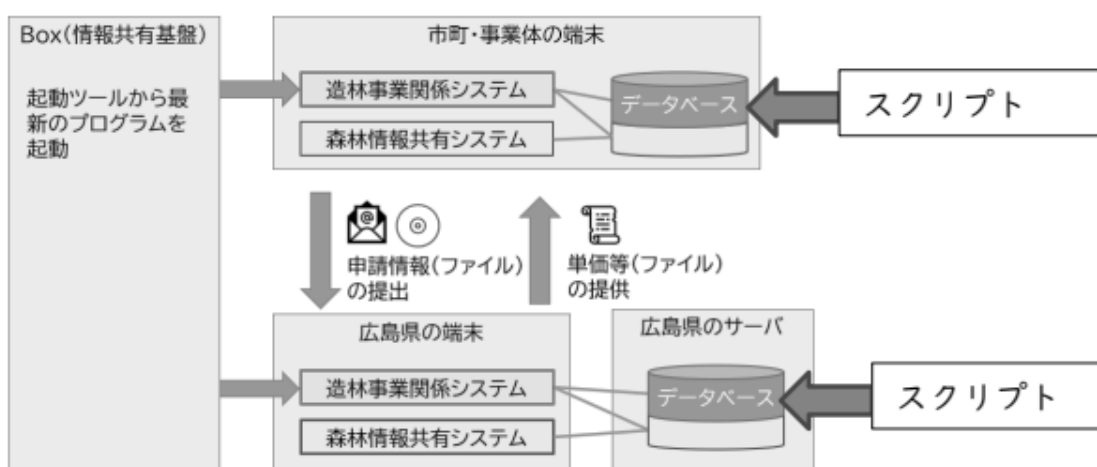 Box(情報共有基盤)
起動ツールから最
新のプログラムを
起動
市町・事業体の端末
造林事業関係システム
森林情報共有システム
データベース
スクリプト
@
申請情報(ファイル)
の提出
単価等(ファイル)
の提供
広島県の端末
造林事業関係システム
森林情報共有システム
広島県のサーバ
データベース
スクリプト